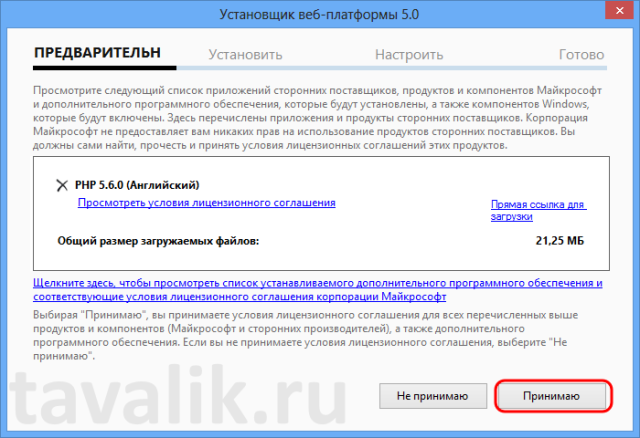 Установщик веб-платформы 5.0
ПРЕДВАРИТЕЛЬН Установить Настроить Готово
Просмотрите следующий список приложений сторонних поставщиков, продуктов и компонентов Майкрософт
и дополнительного программного обеспечения, которые будут установлены, а также компонентов Windows,
которые будут включены. Здесь перечислены приложения и продукты сторонних поставщиков. Корпорация
Майкрософт не предоставляет вам никаких прав на использование продуктов сторонних поставщиков. Вы
должны сами найти, прочесть и принять условия лицензионных соглашений этих продуктов.
PHP 5.6.0 (Английский)
Просмотреть условия лицензионного соглашения
Прямая ссылка для
загрузки
Общий размер загружаемых файлов: 21,25 МБ
Щелкните здесь, чтобы просмотреть список устанавливаемого дополнительного программного обеспечения и
соответствующие условия лицензионного соглашения корпорации Майкрософт
Выбирая "Принимаю", вы принимаете условия лицензионного соглашения для всех перечисленных выше
продуктов и компонентов (Майкрософт и сторонних производителей), а также дополнительного
программного обеспечения. Если вы не принимаете условия лицензионного соглашения, выберите "Не
принимаю".
Не принимаю Принимаю
tavalik.ru